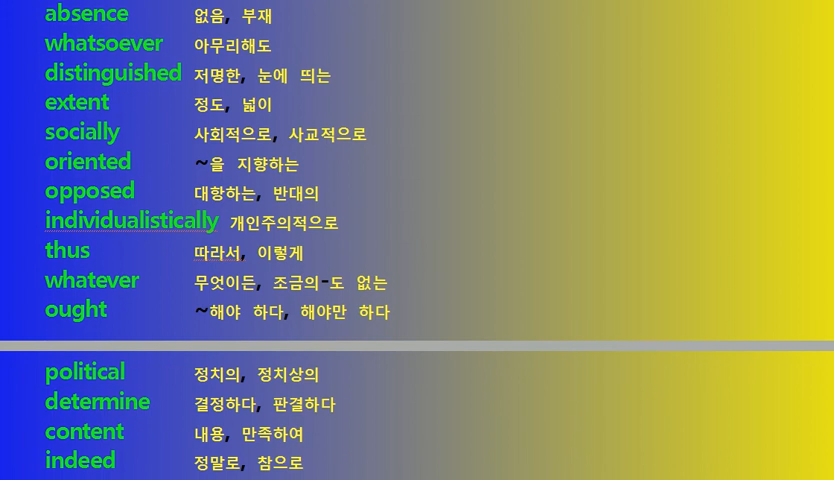 absence 없음, 부재
whatsoever 아무리해도
distinguished 저명한, 눈에 띄는
extent 정도, 넓이
socially 사회적으로, 사교적으로
oriented ~을 지향하는
opposed 대항하는, 반대의
individualistically 개인주의적으로
thus 따라서, 이렇게
whatever 무엇이든, 조금의-도 없는
ought ~해야 하다, 해야만 하다
political 정치의, 정치상의
determine 결정하다, 판결하다
content 내용, 만족하여
indeed 정말로, 참으로